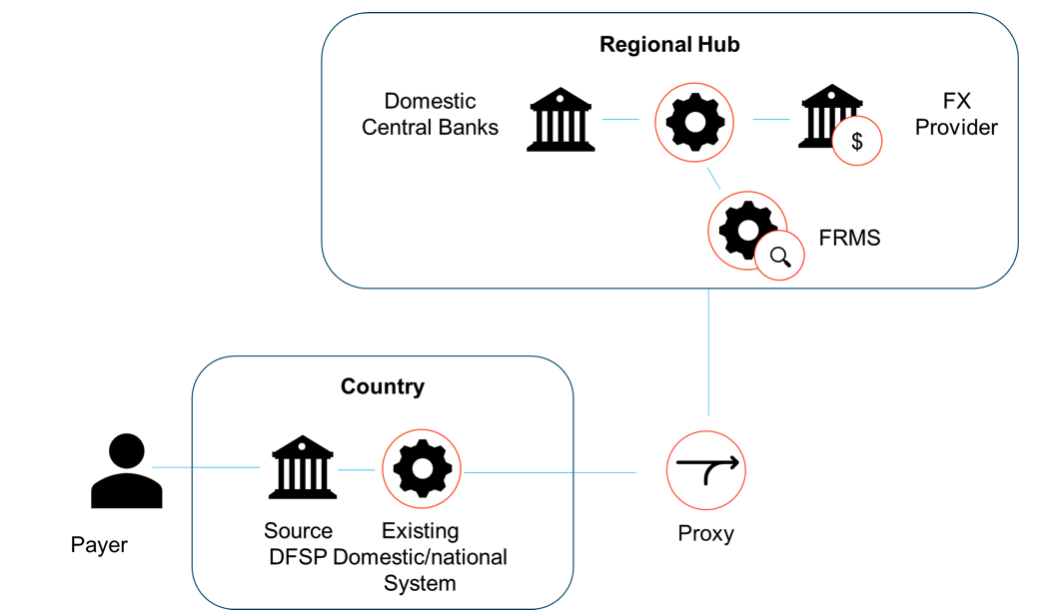 Regional Hub
Domestic
Central Banks
FX
Provider
$
FRMS
Country
Source
DFSP
Existing
Domestic/national
System
Payer
Proxy